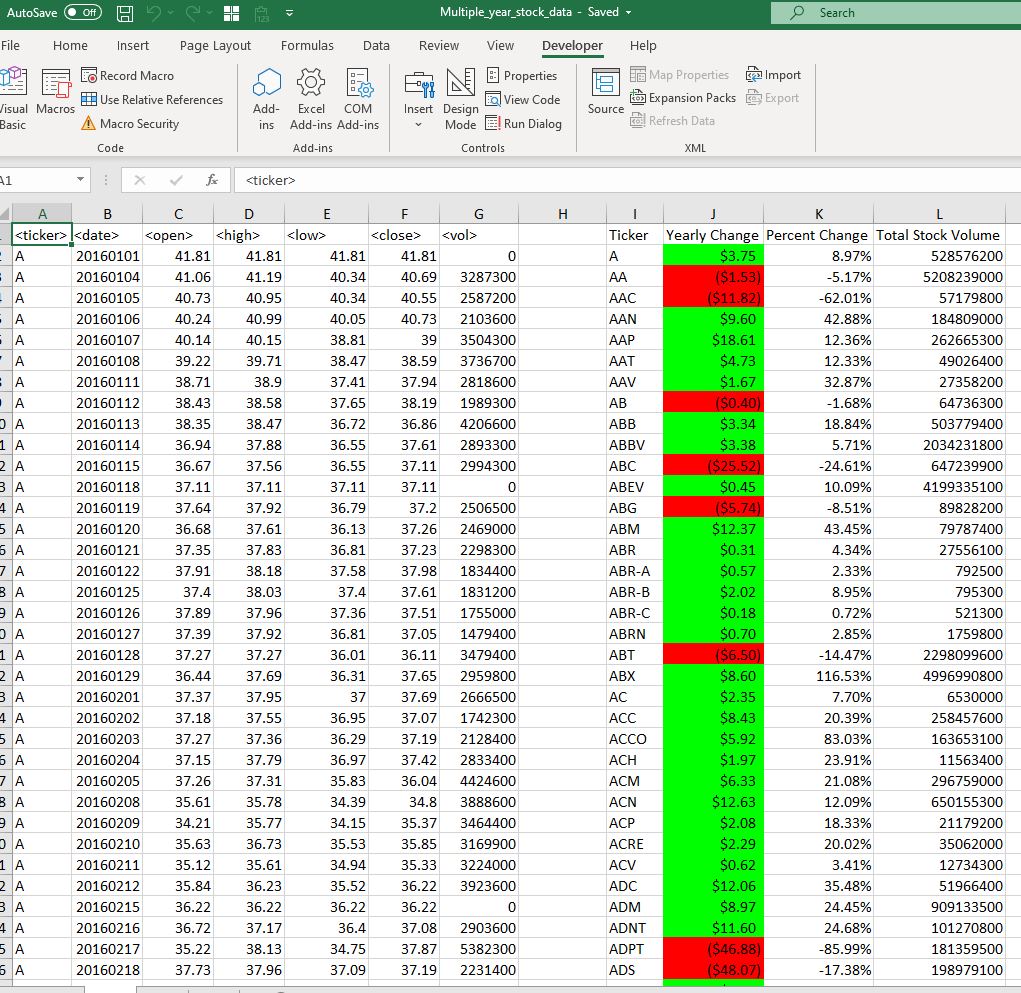 AutoSave Off Multiple_year_stock_data - Saved Search
File Home Insert Page Layout Formulas Data Review View Developer Help
Visual Basic Macros Record Macro Use Relative References Macro Security
Add-ins Excel Add-ins COM Add-ins
Insert Design Mode Properties View Code Run Dialog
Source Map Properties Expansion Packs Refresh Data Import Export
Code Add-ins Controls XML
A1 fx <ticker>
A B C D E F G H I J K L
<ticker> <date> <open> <high> <low> <close> <vol> Ticker Yearly Change Percent Change Total Stock Volume
A 20160101 41.81 41.81 41.81 41.81 0 A $3.75 8.97% 528576200
A 20160104 41.06 41.19 40.34 40.69 3287300 AA ($1.53) -5.17% 5208239000
A 20160105 40.73 40.95 40.34 40.55 2587200 AAC ($11.82) -62.01% 57179800
A 20160106 40.24 40.99 40.05 40.73 2103600 AAN $9.60 42.88% 184809000
A 20160107 40.14 40.15 38.81 39 3504300 AAP $18.61 12.36% 262665300
A 20160108 39.22 39.71 38.47 38.59 3736700 AAT $4.73 12.33% 49026400
A 20160111 38.71 38.9 37.41 37.94 2818600 AAV $1.67 32.87% 27358200
A 20160112 38.43 38.58 37.65 38.19 1989300 AB ($0.40) -1.68% 64736300
A 20160113 38.35 38.47 36.72 36.86 4206600 ABB $3.34 18.84% 503779400
A 20160114 36.94 37.88 36.55 37.61 2893300 ABBV $3.38 5.71% 2034231800
A 20160115 36.67 37.56 36.55 37.11 2994300 ABC ($25.52) -24.61% 647239900
A 20160118 37.11 37.11 37.11 37.11 0 ABEV $0.45 10.09% 4199335100
A 20160119 37.64 37.92 36.79 37.2 2506500 ABG ($5.74) -8.51% 89828200
A 20160120 36.68 37.61 36.13 37.26 2469000 ABM $12.37 43.45% 79787400
A 20160121 37.35 37.83 36.81 37.23 2298300 ABR $0.31 4.34% 27556100
A 20160122 37.91 38.18 37.58 37.98 1834400 ABR-A $0.57 2.33% 792500
A 20160125 37.4 38.03 37.4 37.61 1831200 ABR-B $2.02 8.95% 795300
A 20160126 37.89 37.96 37.36 37.51 1755000 ABR-C $0.18 0.72% 521300
A 20160127 37.39 37.92 36.81 37.05 1479400 ABRN $0.70 2.85% 1759800
A 20160128 37.27 37.27 36.01 36.11 3479400 ABT ($6.50) -14.47% 2298099600
A 20160129 36.44 37.69 36.31 37.65 2959800 ABX $8.60 116.53% 4996990800
A 20160201 37.37 37.95 37 37.69 2666500 AC $2.35 7.70% 6530000
A 20160202 37.18 37.55 36.95 37.07 1742300 ACC $8.43 20.39% 258457600
A 20160203 37.27 37.36 36.29 37.19 2128400 ACCO $5.92 83.03% 163653100
A 20160204 37.15 37.79 36.97 37.42 2833400 ACH $1.97 23.91% 11563400
A 20160205 37.26 37.31 35.83 36.04 4424600 ACM $6.33 21.08% 296759000
A 20160208 35.61 35.78 34.39 34.8 3888600 ACN $12.63 12.09% 650155300
A 20160209 34.21 35.77 34.15 35.37 3464400 ACP $2.08 18.33% 21179200
A 20160210 35.63 36.73 35.53 35.85 3169900 ACRE $2.29 20.02% 35062000
A 20160211 35.12 35.61 34.94 35.33 3224000 ACV $0.62 3.41% 12734300
A 20160212 35.84 36.23 35.52 36.22 3923600 ADC $12.06 35.48% 51966400
A 20160215 36.22 36.22 36.22 36.22 0 ADM $8.97 24.45% 909133500
A 20160216 36.72 37.17 36.4 37.08 2903600 ADNT $11.60 24.68% 101270800
A 20160217 35.22 38.13 34.75 37.87 5382300 ADPT ($46.88) -85.99% 181359500
A 20160218 37.73 37.96 37.09 37.19 2231400 ADS ($48.07) -17.38% 198979100